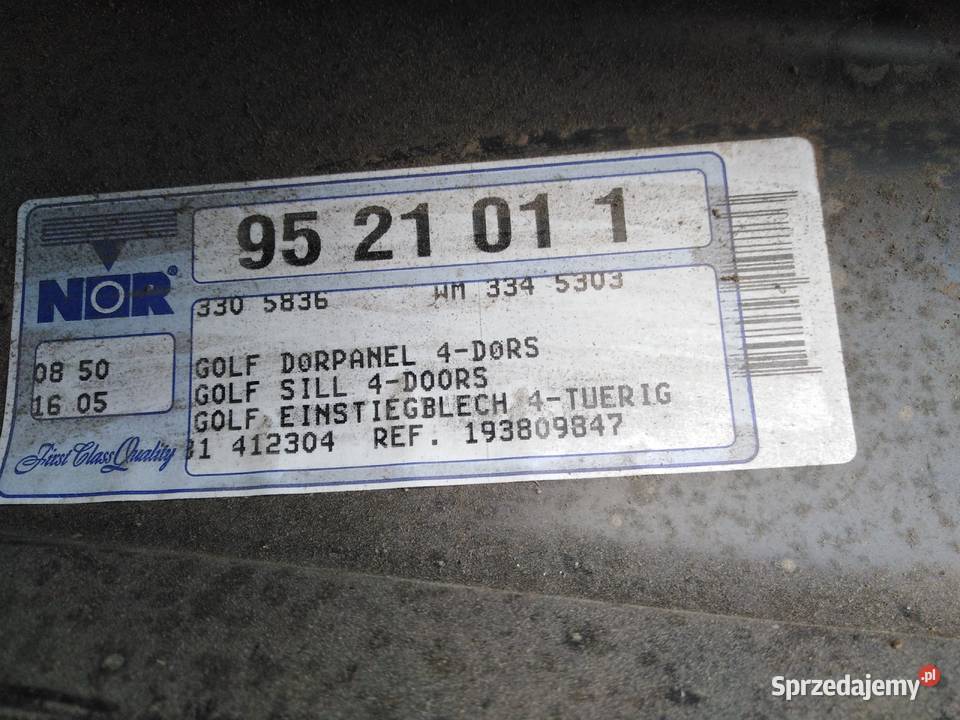 95 21 01 1
NOR®
330 5836 WM 334 5303
08 50
16 05
GOLF DØRPANEL 4-DØRS
GOLF SILL 4-DOORS
GOLF EINSTIEGBLECH 4-TUERIG
412304 REF. 193809847
First Class Quality
Sprzedajemy.pl